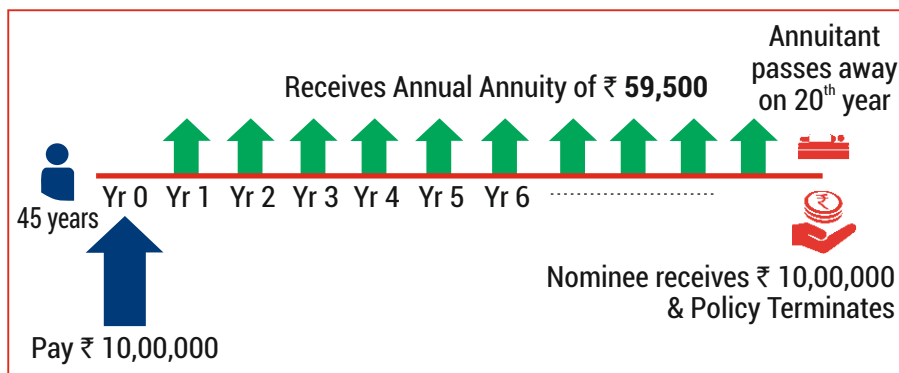 Annuitant
passes away
on 20th year
Receives Annual Annuity of ₹ 59,500
45 years
Yr 0 Yr 1 Yr 2 Yr 3 Yr 4 Yr 5 Yr 6 ......................
₹
Nominee receives ₹ 10,00,000
& Policy Terminates
Pay ₹ 10,00,000